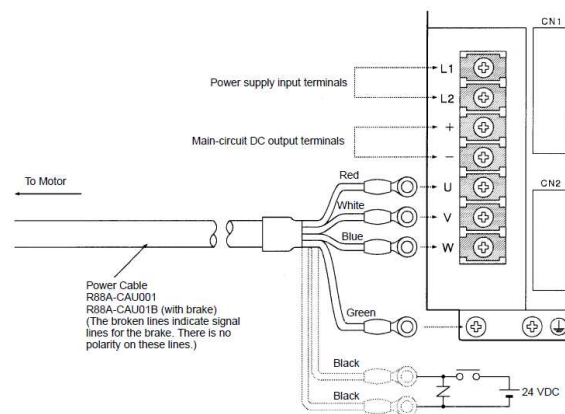 CN1
L1
Power supply input terminals
L2
+
Main-circuit DC output terminals
−
To Motor
Red
U
CN2
White
V
Blue
W
Power Cable
R88A-CAU001
R88A-CAU01B (with brake)
(The broken lines indicate signal
lines for the brake. There is no
polarity on these lines.)
Green
Black
24 VDC
Black